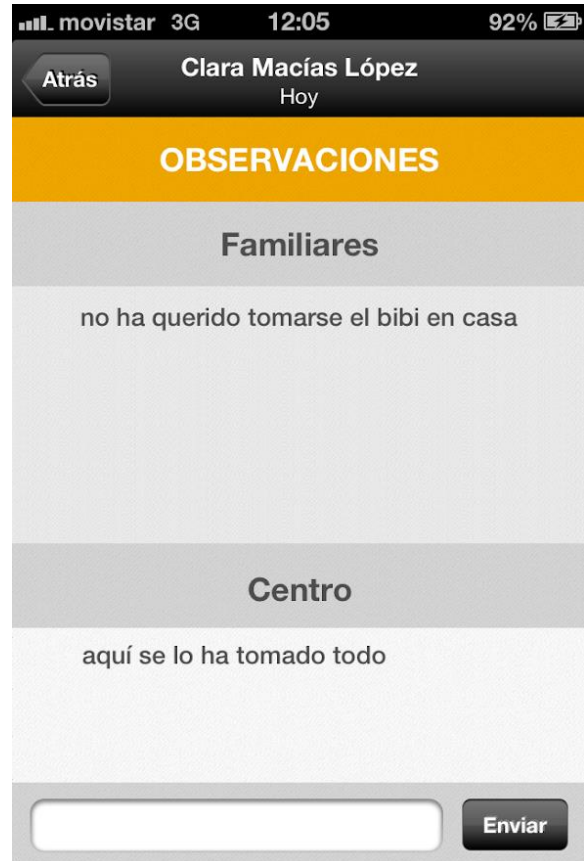 movistar 3G 12:05 92%
Atrás
Clara Macías López
Hoy
OBSERVACIONES
Familiares
no ha querido tomarse el bibi en casa
Centro
aquí se lo ha tomado todo
Enviar